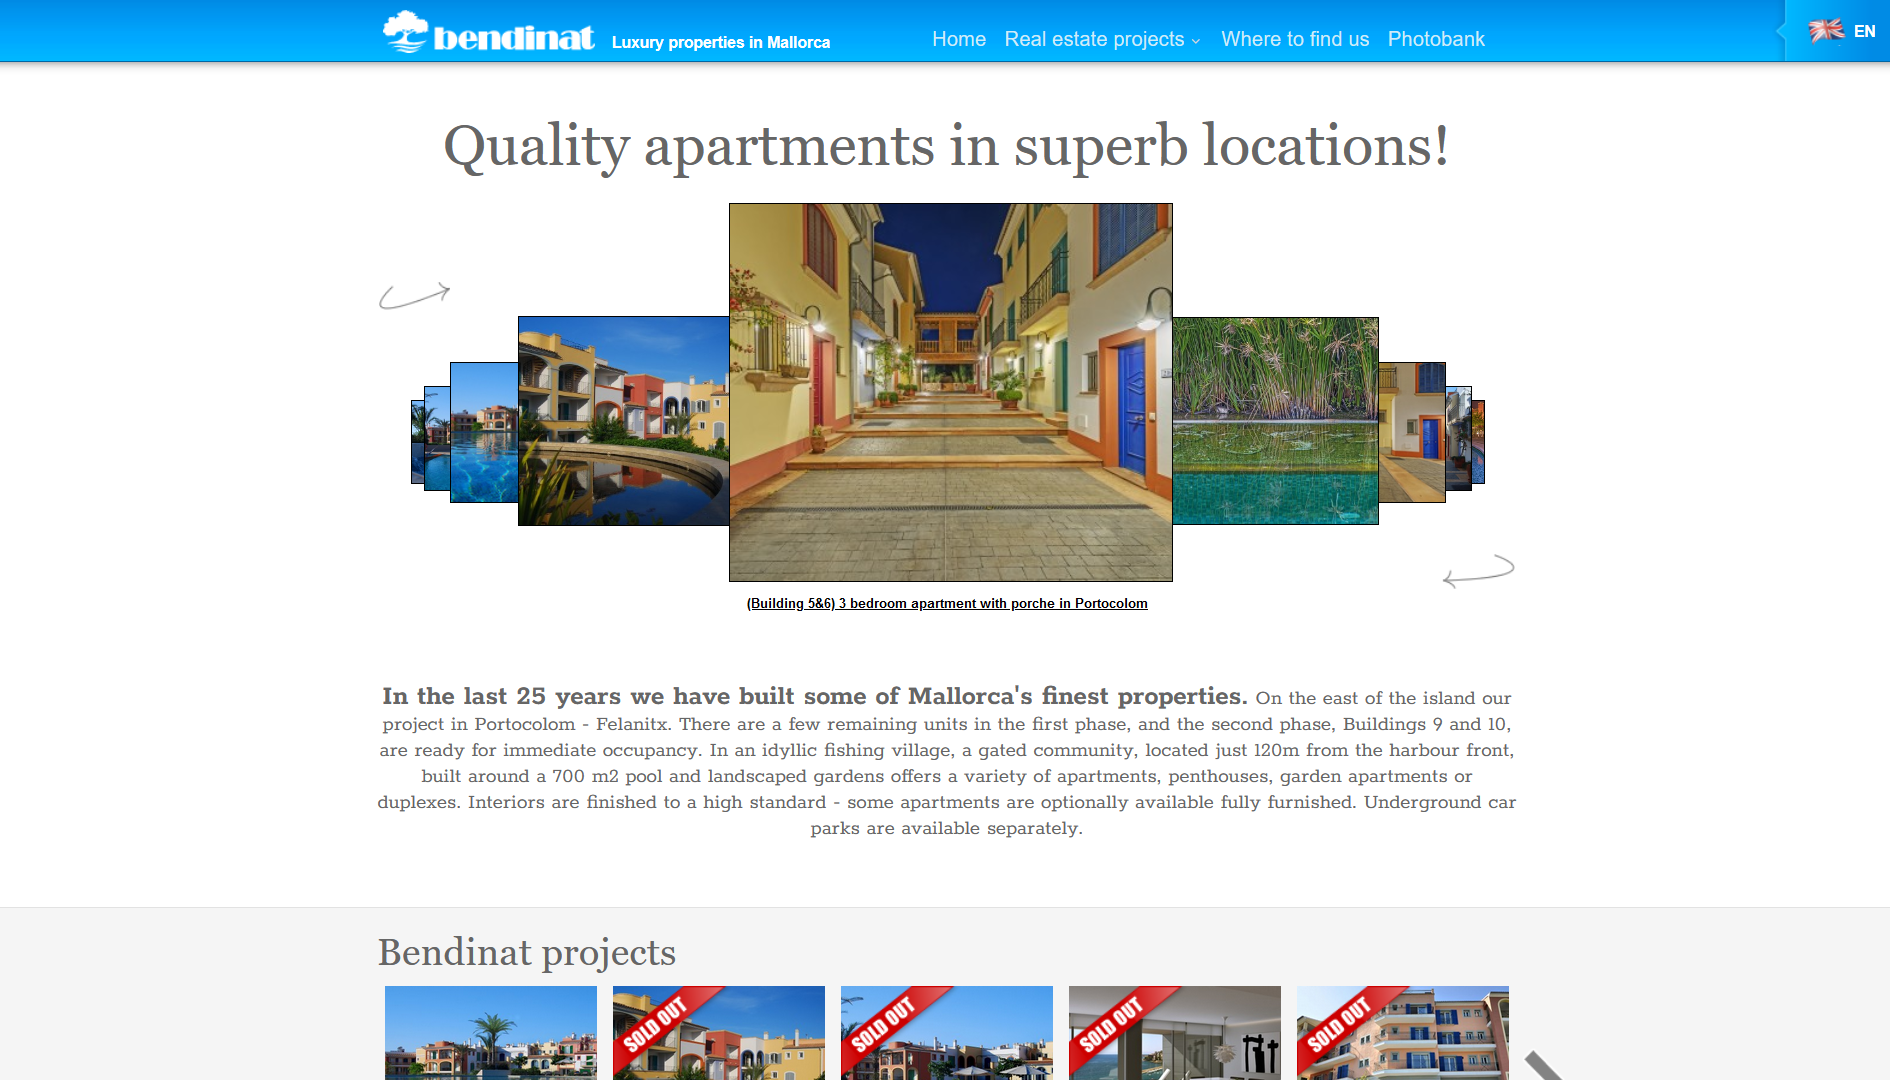 bendinat
Luxury properties in Mallorca
Home
Real estate projects
Where to find us
Photobank
EN
Quality apartments in superb locations!
(Building 5&6) 3 bedroom apartment with porche in Portocolom
In the last 25 years we have built some of Mallorca's finest properties. On the east of the island our
project in Portocolom - Felanitx. There are a few remaining units in the first phase, and the second phase, Buildings 9 and 10,
are ready for immediate occupancy. In an idyllic fishing village, a gated community, located just 120m from the harbour front,
built around a 700 m2 pool and landscaped gardens offers a variety of apartments, penthouses, garden apartments or
duplexes. Interiors are finished to a high standard - some apartments are optionally available fully furnished. Underground car
parks are available separately.
Bendinat projects
SOLD OUT
SOLD OUT
SOLD OUT
SOLD OUT